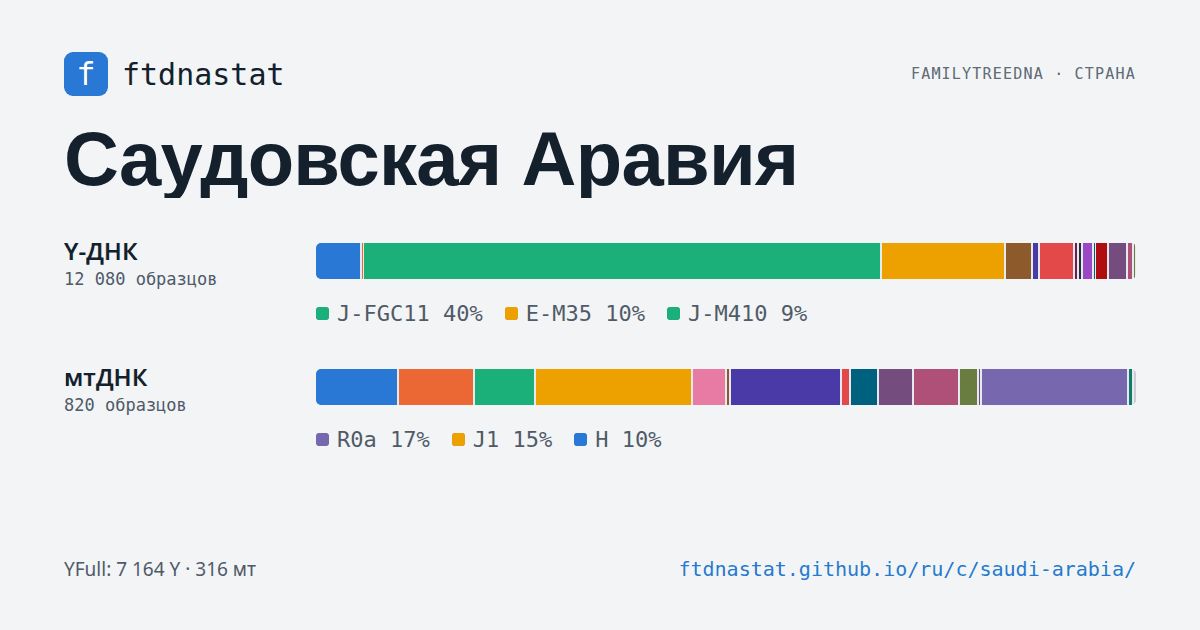 f ftdnastat
FAMILYTREEDNA · СТРАНА
Саудовская Аравия
Y-ДНК
12 080 образцов
J-FGC11 40% E-M35 10% J-M410 9%
мтДНК
820 образцов
R0a 17% J1 15% H 10%
YFull: 7 164 Y · 316 мт
ftdnastat.github.io/ru/c/saudi-arabia/